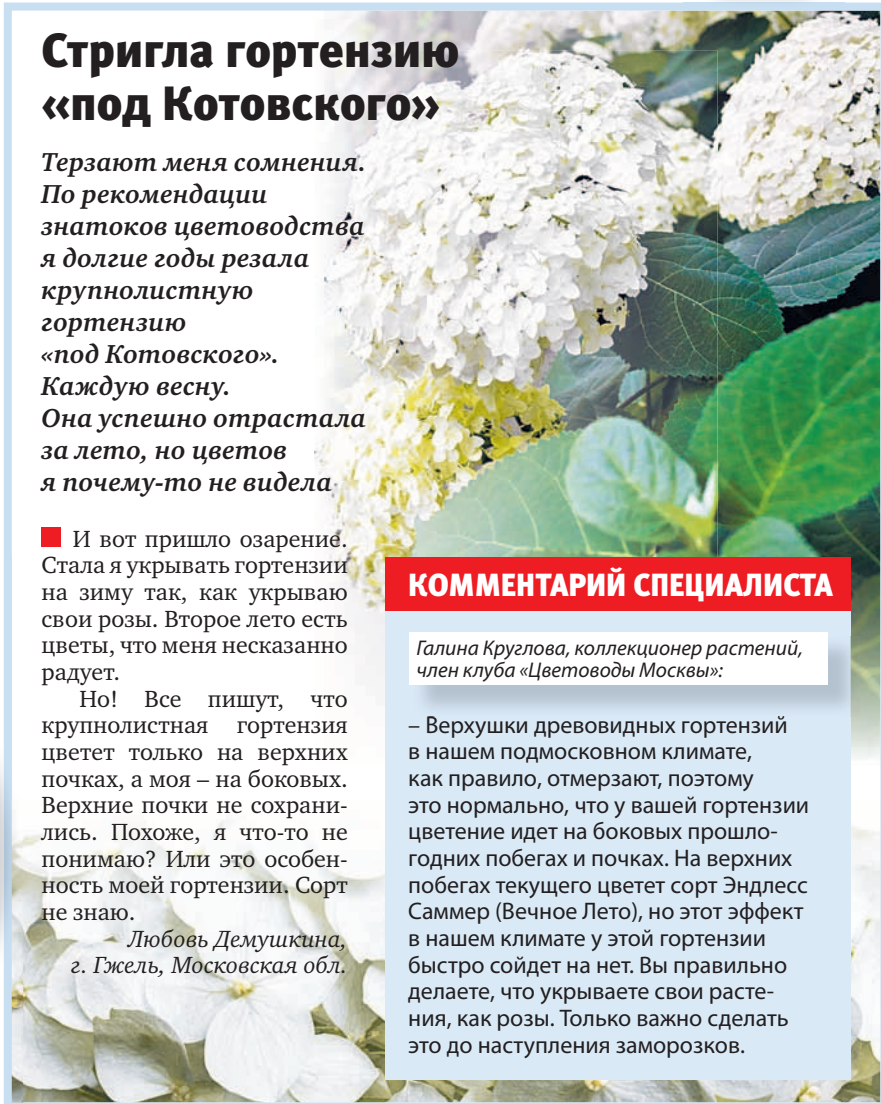 Стригла гортензию
«под Котовского»
Терзают меня сомнения.
По рекомендации
знатоков цветоводства
я долгие годы резала
крупнолистную
гортензию
«под Котовского».
Каждую весну.
Она успешно отрастала
за лето, но цветов
я почему-то не видела
И вот пришло озарение.
Стала я укрывать гортензии
на зиму так, как укрываю
свои розы. Второе лето есть
цветы, что меня несказанно
радует.
Но! Все пишут, что
крупнолистная гортензия
цветет только на верхних
почках, а моя – на боковых.
Верхние почки не сохрани-
лись. Похоже, я что-то не
понимаю? Или это особен-
ность моей гортензии. Сорт
не знаю.
Любовь Демушкина,
г. Гжель, Московская обл.
КОММЕНТАРИЙ СПЕЦИАЛИСТА
Галина Круглова, коллекционер растений,
член клуба «Цветоводы Москвы»:
– Верхушки древовидных гортензий
в нашем подмосковном климате,
как правило, отмерзают, поэтому
это нормально, что у вашей гортензии
цветение идет на боковых прошло-
годних побегах и почках. На верхних
побегах текущего цветет сорт Эндлесс
Саммер (Вечное Лето), но этот эффект
в нашем климате у этой гортензии
быстро сойдет на нет. Вы правильно
делаете, что укрываете свои расте-
ния, как розы. Только важно сделать
это до наступления заморозков.